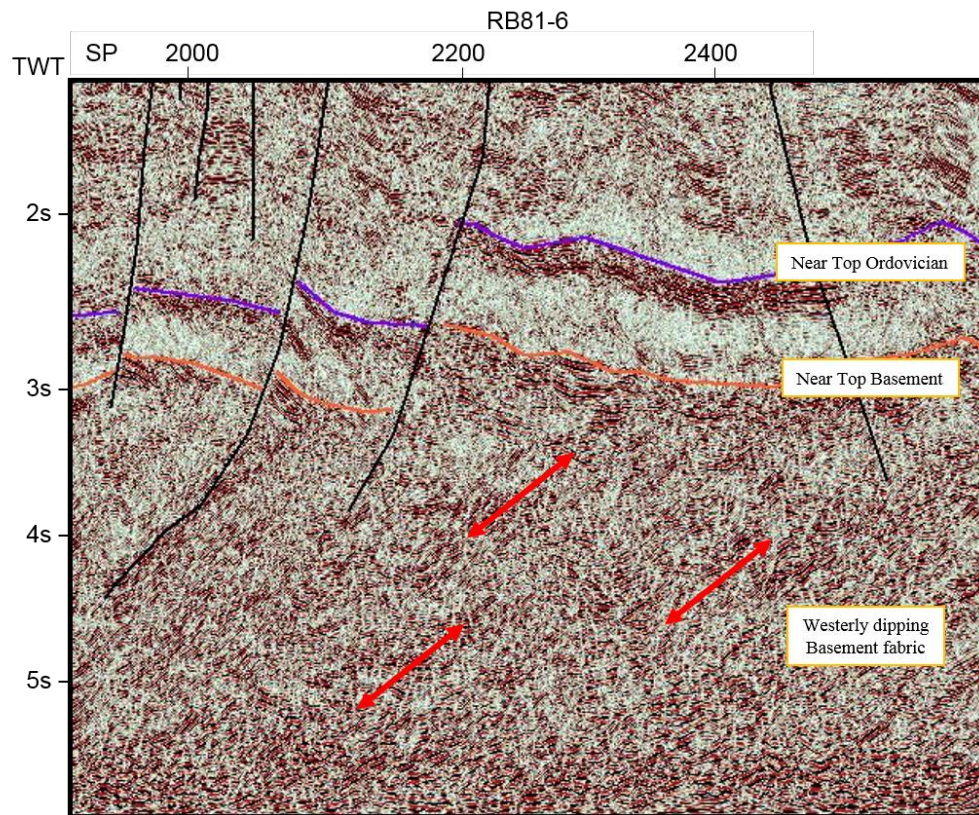 RB81-6
SP 2000 2200 2400
TWT
2s
Near Top Ordovician
3s
Near Top Basement
4s
Westerly dipping
Basement fabric
5s